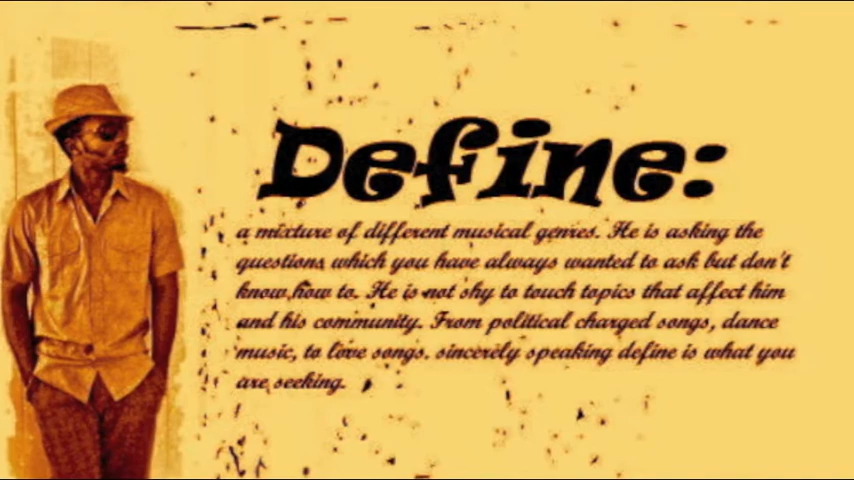 Define:
a mixture of different musical genres. He is asking the
questions which you have always wanted to ask but don't
know how to. He is not shy to touch topics that affect him
and his community. From political charged songs, dance
music, to love songs. sincerely speaking define is what you
are seeking.